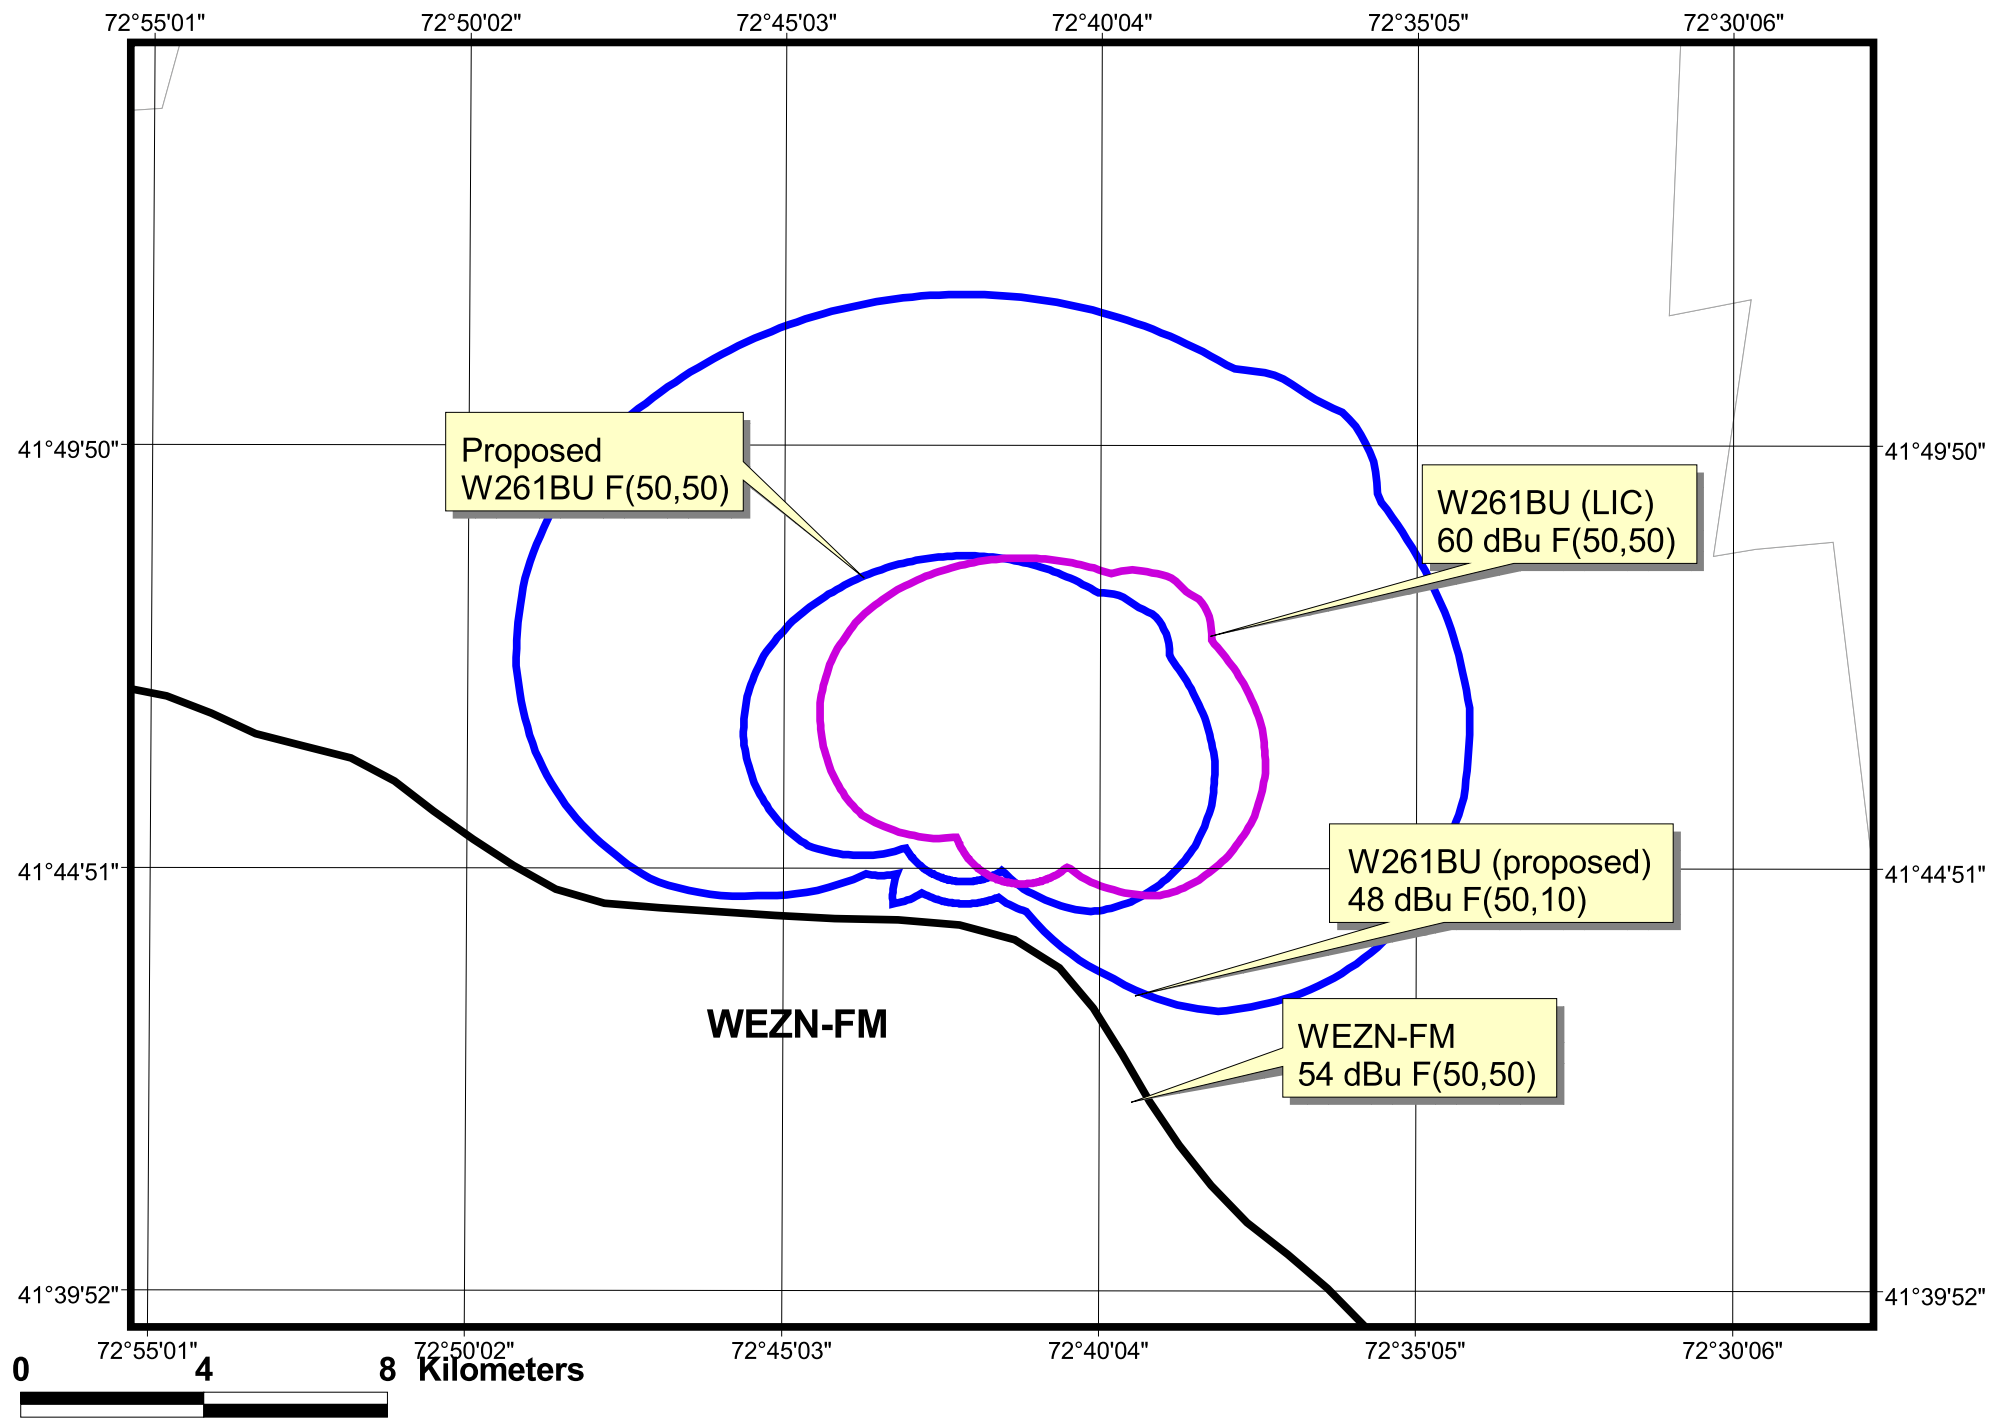 72°55'01" 72°50'02" 72°45'03" 72°40'04" 72°35'05" 72°30'06"
Proposed
W261BU F(50,50)
41°49'50" 41°49'50"
W261BU (LIC)
60 dBu F(50,50)
W261BU (proposed)
48 dBu F(50,10)
41°44'51" 41°44'51"
WEZN-FM
WEZN-FM
54 dBu F(50,50)
41°39'52" 41°39'52"
72°55'01" 72°50'02" 72°45'03" 72°40'04" 72°35'05" 72°30'06"
0 4 8 Kilometers